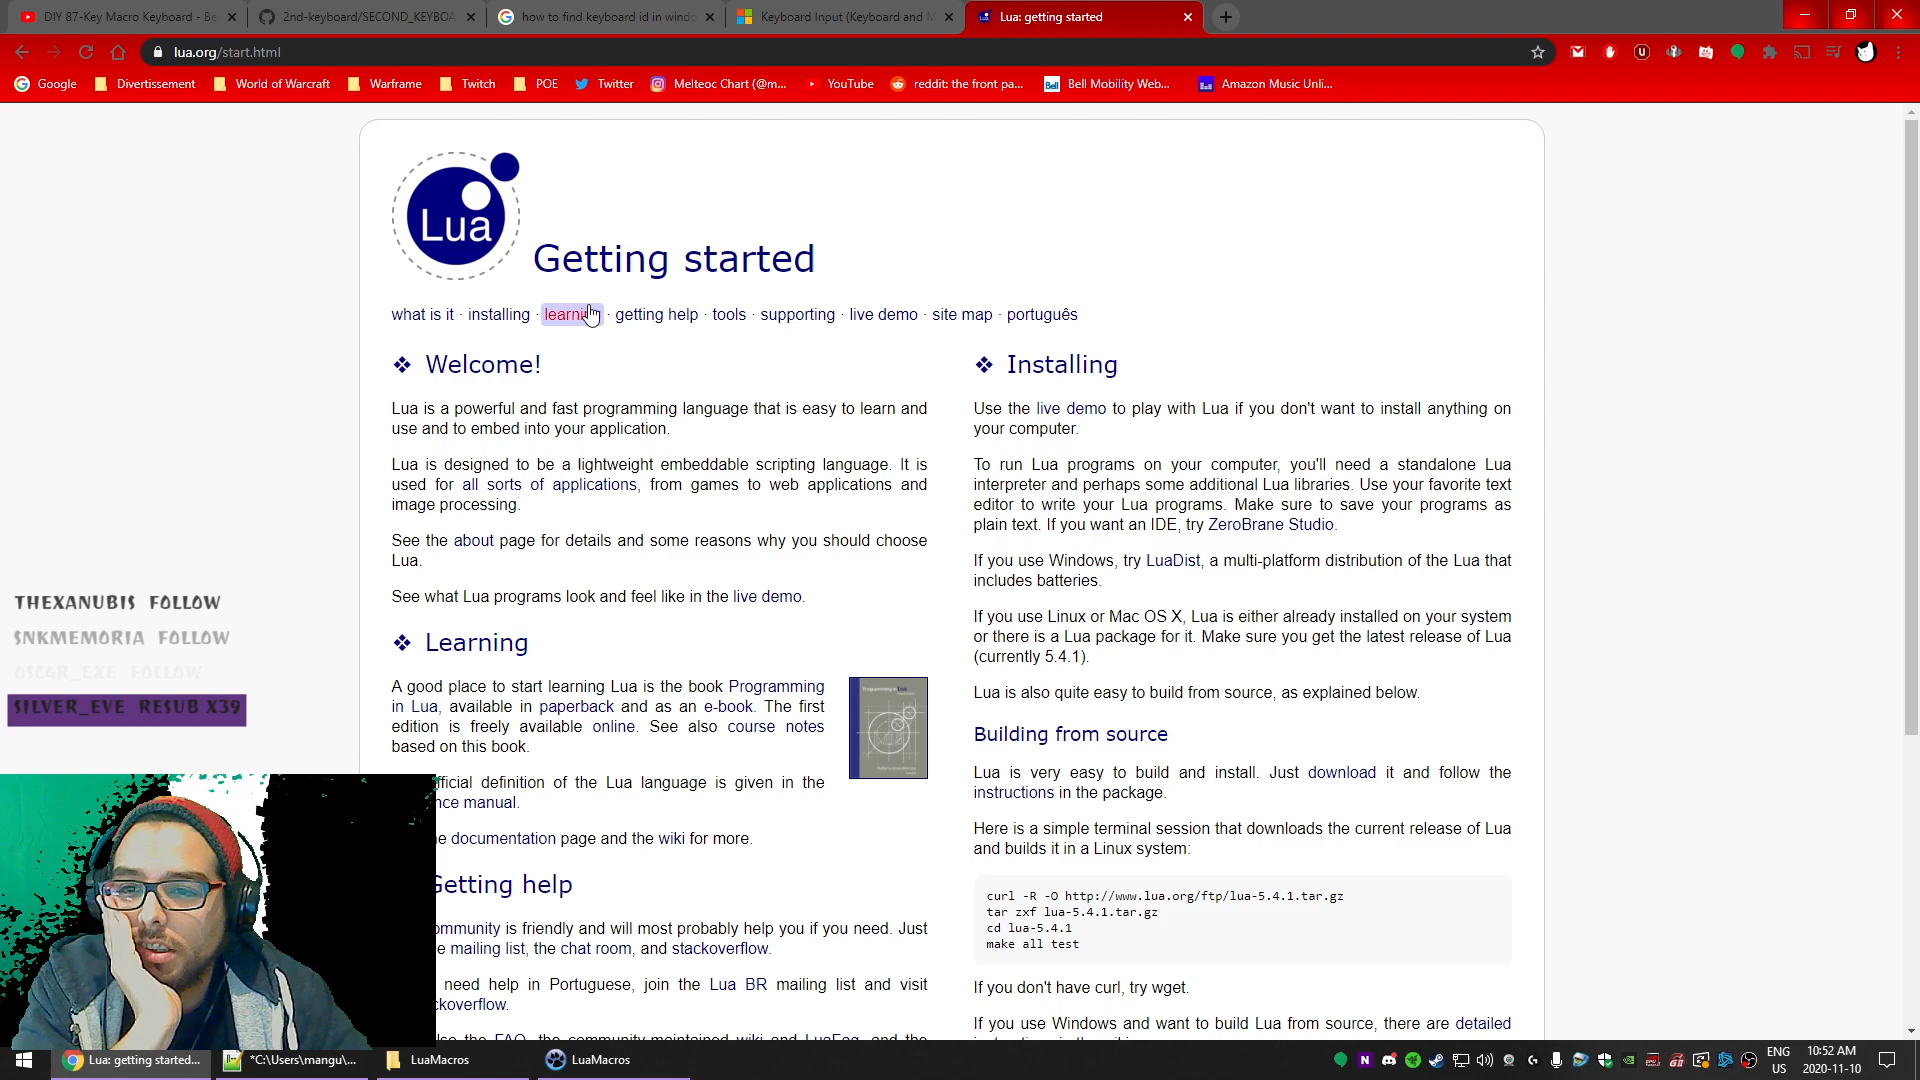 DIY 87-Key Macro Keyboard - Be
2nd-keyboard/SECOND_KEYBOA
how to find keyboard id in windo
Keyboard Input (Keyboard and M
Lua: getting started
lua.org/start.html
Google
Divertissement
World of Warcraft
Warframe
Twitch
POE
Twitter
Melteoc Chart (@m...
YouTube
reddit: the front pa...
Bell Mobility Web...
Amazon Music Unli...
Lua
Getting started
what is it · installing · learnin · getting help · tools · supporting · live demo · site map · português
❖ Welcome!
Lua is a powerful and fast programming language that is easy to learn and
use and to embed into your application.
Lua is designed to be a lightweight embeddable scripting language. It is
used for all sorts of applications, from games to web applications and
image processing.
See the about page for details and some reasons why you should choose
Lua.
See what Lua programs look and feel like in the live demo.
❖ Learning
A good place to start learning Lua is the book Programming
in Lua, available in paperback and as an e-book. The first
edition is freely available online. See also course notes
based on this book.
ficial definition of the Lua language is given in the
nce manual.
e documentation page and the wiki for more.
Getting help
ommunity is friendly and will most probably help you if you need. Just
e mailing list, the chat room, and stackoverflow.
need help in Portuguese, join the Lua BR mailing list and visit
ckoverflow.
lso the FAQ, the community-maintained wiki and LuaFaq, and the
❖ Installing
Use the live demo to play with Lua if you don't want to install anything on
your computer.
To run Lua programs on your computer, you'll need a standalone Lua
interpreter and perhaps some additional Lua libraries. Use your favorite text
editor to write your Lua programs. Make sure to save your programs as
plain text. If you want an IDE, try ZeroBrane Studio.
If you use Windows, try LuaDist, a multi-platform distribution of the Lua that
includes batteries.
If you use Linux or Mac OS X, Lua is either already installed on your system
or there is a Lua package for it. Make sure you get the latest release of Lua
(currently 5.4.1).
Lua is also quite easy to build from source, as explained below.
Building from source
Lua is very easy to build and install. Just download it and follow the
instructions in the package.
Here is a simple terminal session that downloads the current release of Lua
and builds it in a Linux system:
curl -R -O http://www.lua.org/ftp/lua-5.4.1.tar.gz
tar zxf lua-5.4.1.tar.gz
cd lua-5.4.1
make all test
If you don't have curl, try wget.
If you use Windows and want to build Lua from source, there are detailed
THEXANUBIS FOLLOW
SNKMEMORIA FOLLOW
OSC4R_EXE FOLLOW
SILVER_EVE RESUB X39
Lua: getting started...
*C:\Users\mangu\...
LuaMacros
LuaMacros
ENG
US
10:52 AM
2020-11-10